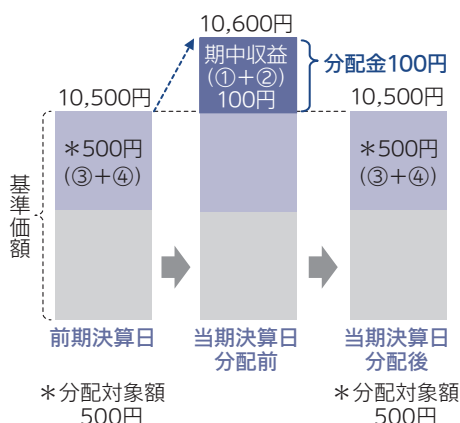 10,600円
期中収益
(①+②)
100円
分配金100円
10,500円
10,500円
＊500円
(③+④)
＊500円
(③+④)
基準価額
前期決算日
当期決算日
分配前
当期決算日
分配後
＊分配対象額
500円
＊分配対象額
500円